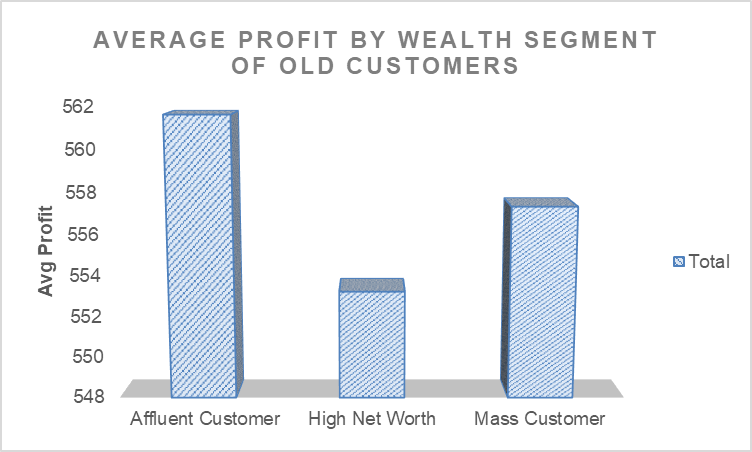 AVERAGE PROFIT BY WEALTH SEGMENT
OF OLD CUSTOMERS
562
560
558
556
554
552
550
548
Avg Profit
Affluent Customer
High Net Worth
Mass Customer
Total